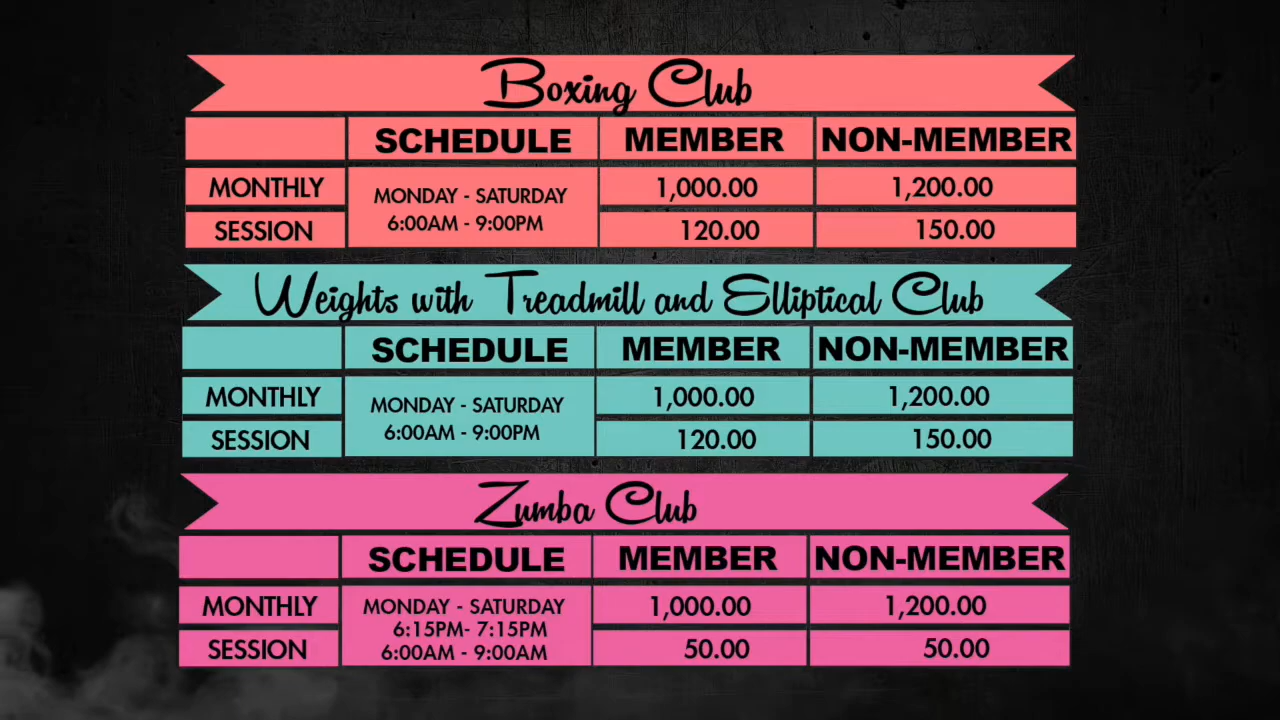 Boxing Club
SCHEDULE MEMBER NON-MEMBER
MONTHLY MONDAY - SATURDAY 1,000.00 1,200.00
6:00AM - 9:00PM
SESSION 120.00 150.00
Weights with Treadmill and Elliptical Club
SCHEDULE MEMBER NON-MEMBER
MONTHLY MONDAY - SATURDAY 1,000.00 1,200.00
6:00AM - 9:00PM
SESSION 120.00 150.00
Zumba Club
SCHEDULE MEMBER NON-MEMBER
MONTHLY MONDAY - SATURDAY 1,000.00 1,200.00
6:15PM- 7:15PM
SESSION 6:00AM - 9:00AM 50.00 50.00